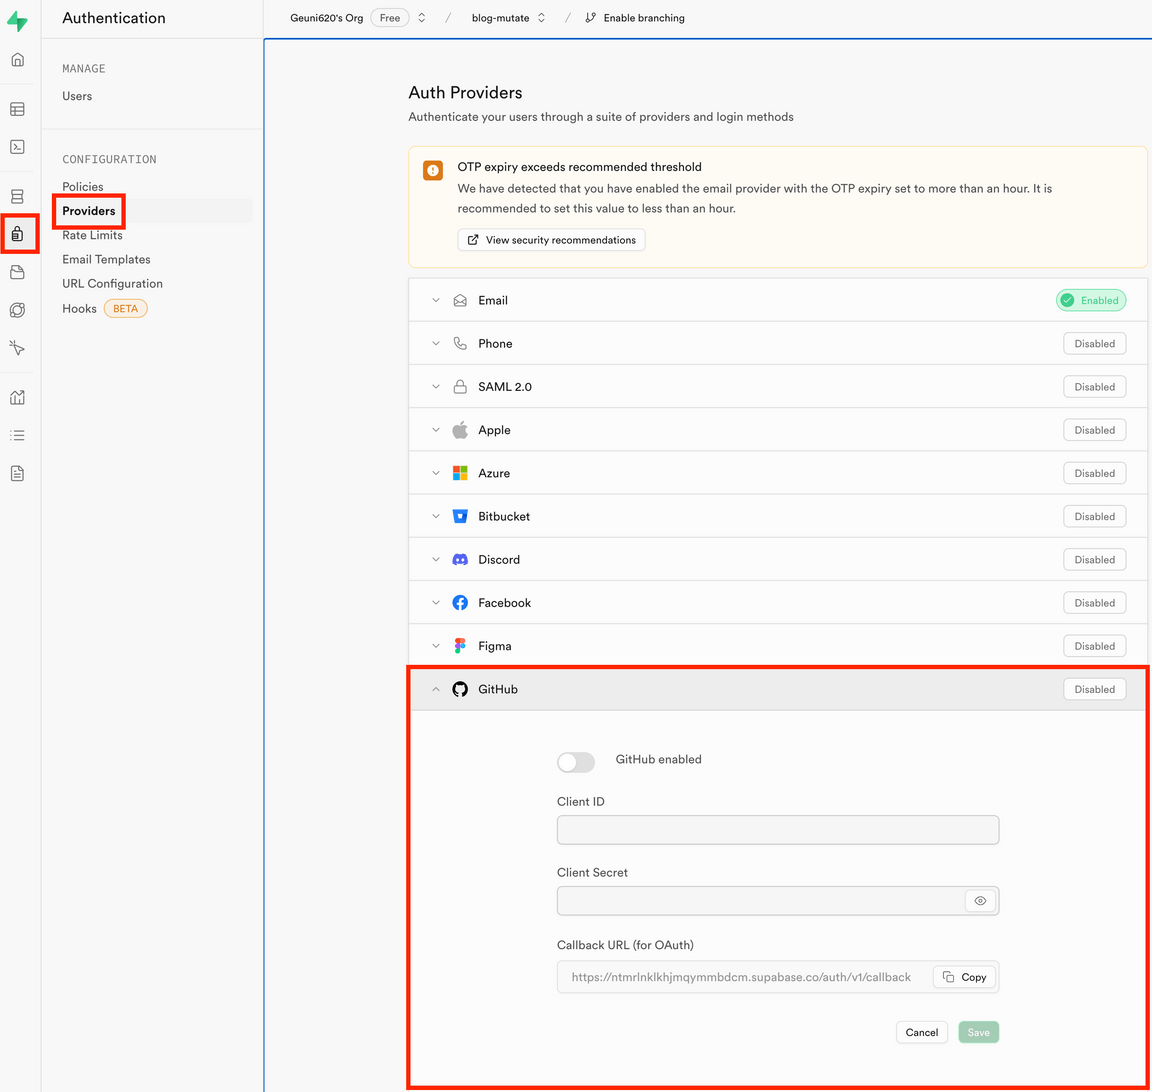 Authentication
Geuni620's Org Free / blog-mutate / Enable branching
MANAGE
Users
CONFIGURATION
Policies
Providers
Rate Limits
Email Templates
URL Configuration
Hooks BETA
Auth Providers
Authenticate your users through a suite of providers and login methods
OTP expiry exceeds recommended threshold
We have detected that you have enabled the email provider with the OTP expiry set to more than an hour. It is
recommended to set this value to less than an hour.
View security recommendations
Email Enabled
Phone Disabled
SAML 2.0 Disabled
Apple Disabled
Azure Disabled
Bitbucket Disabled
Discord Disabled
Facebook Disabled
Figma Disabled
GitHub Disabled
GitHub enabled
Client ID
Client Secret
Callback URL (for OAuth)
https://ntmrlnklkhjmqymmbdcm.supabase.co/auth/v1/callback Copy
Cancel Save